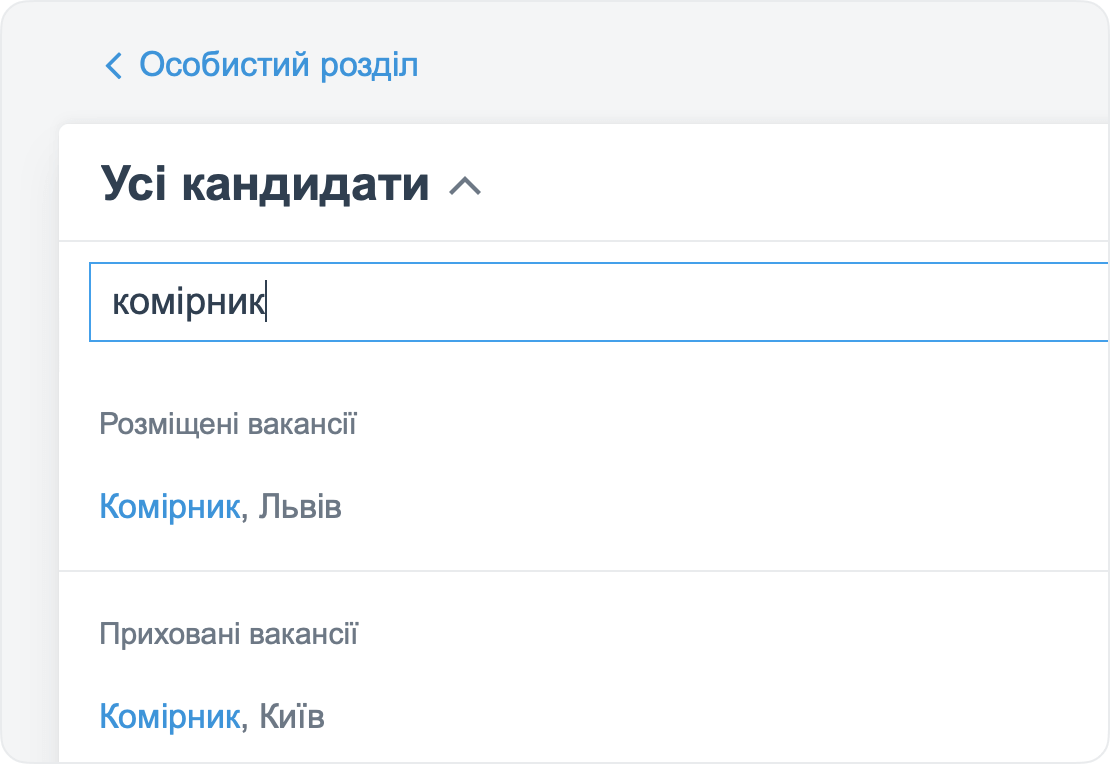 Особистий розділ
Усі кандидати
комірник
Розміщені вакансії
Комірник, Львів
Приховані вакансії
Комірник, Київ